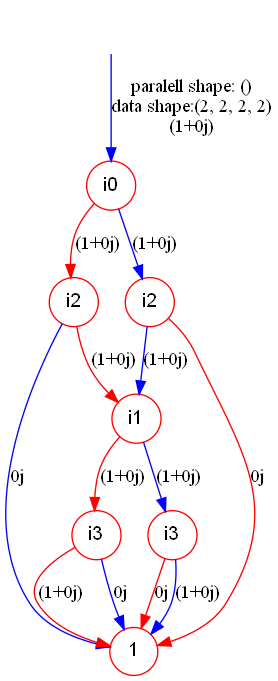 paralell shape: ()
data shape:(2, 2, 2, 2)
(1+0j)
i0
(1+0j) (1+0j)
i2 i2
(1+0j) (1+0j)
i1
0j (1+0j) (1+0j) 0j
i3 i3
(1+0j) 0j 0j (1+0j)
1